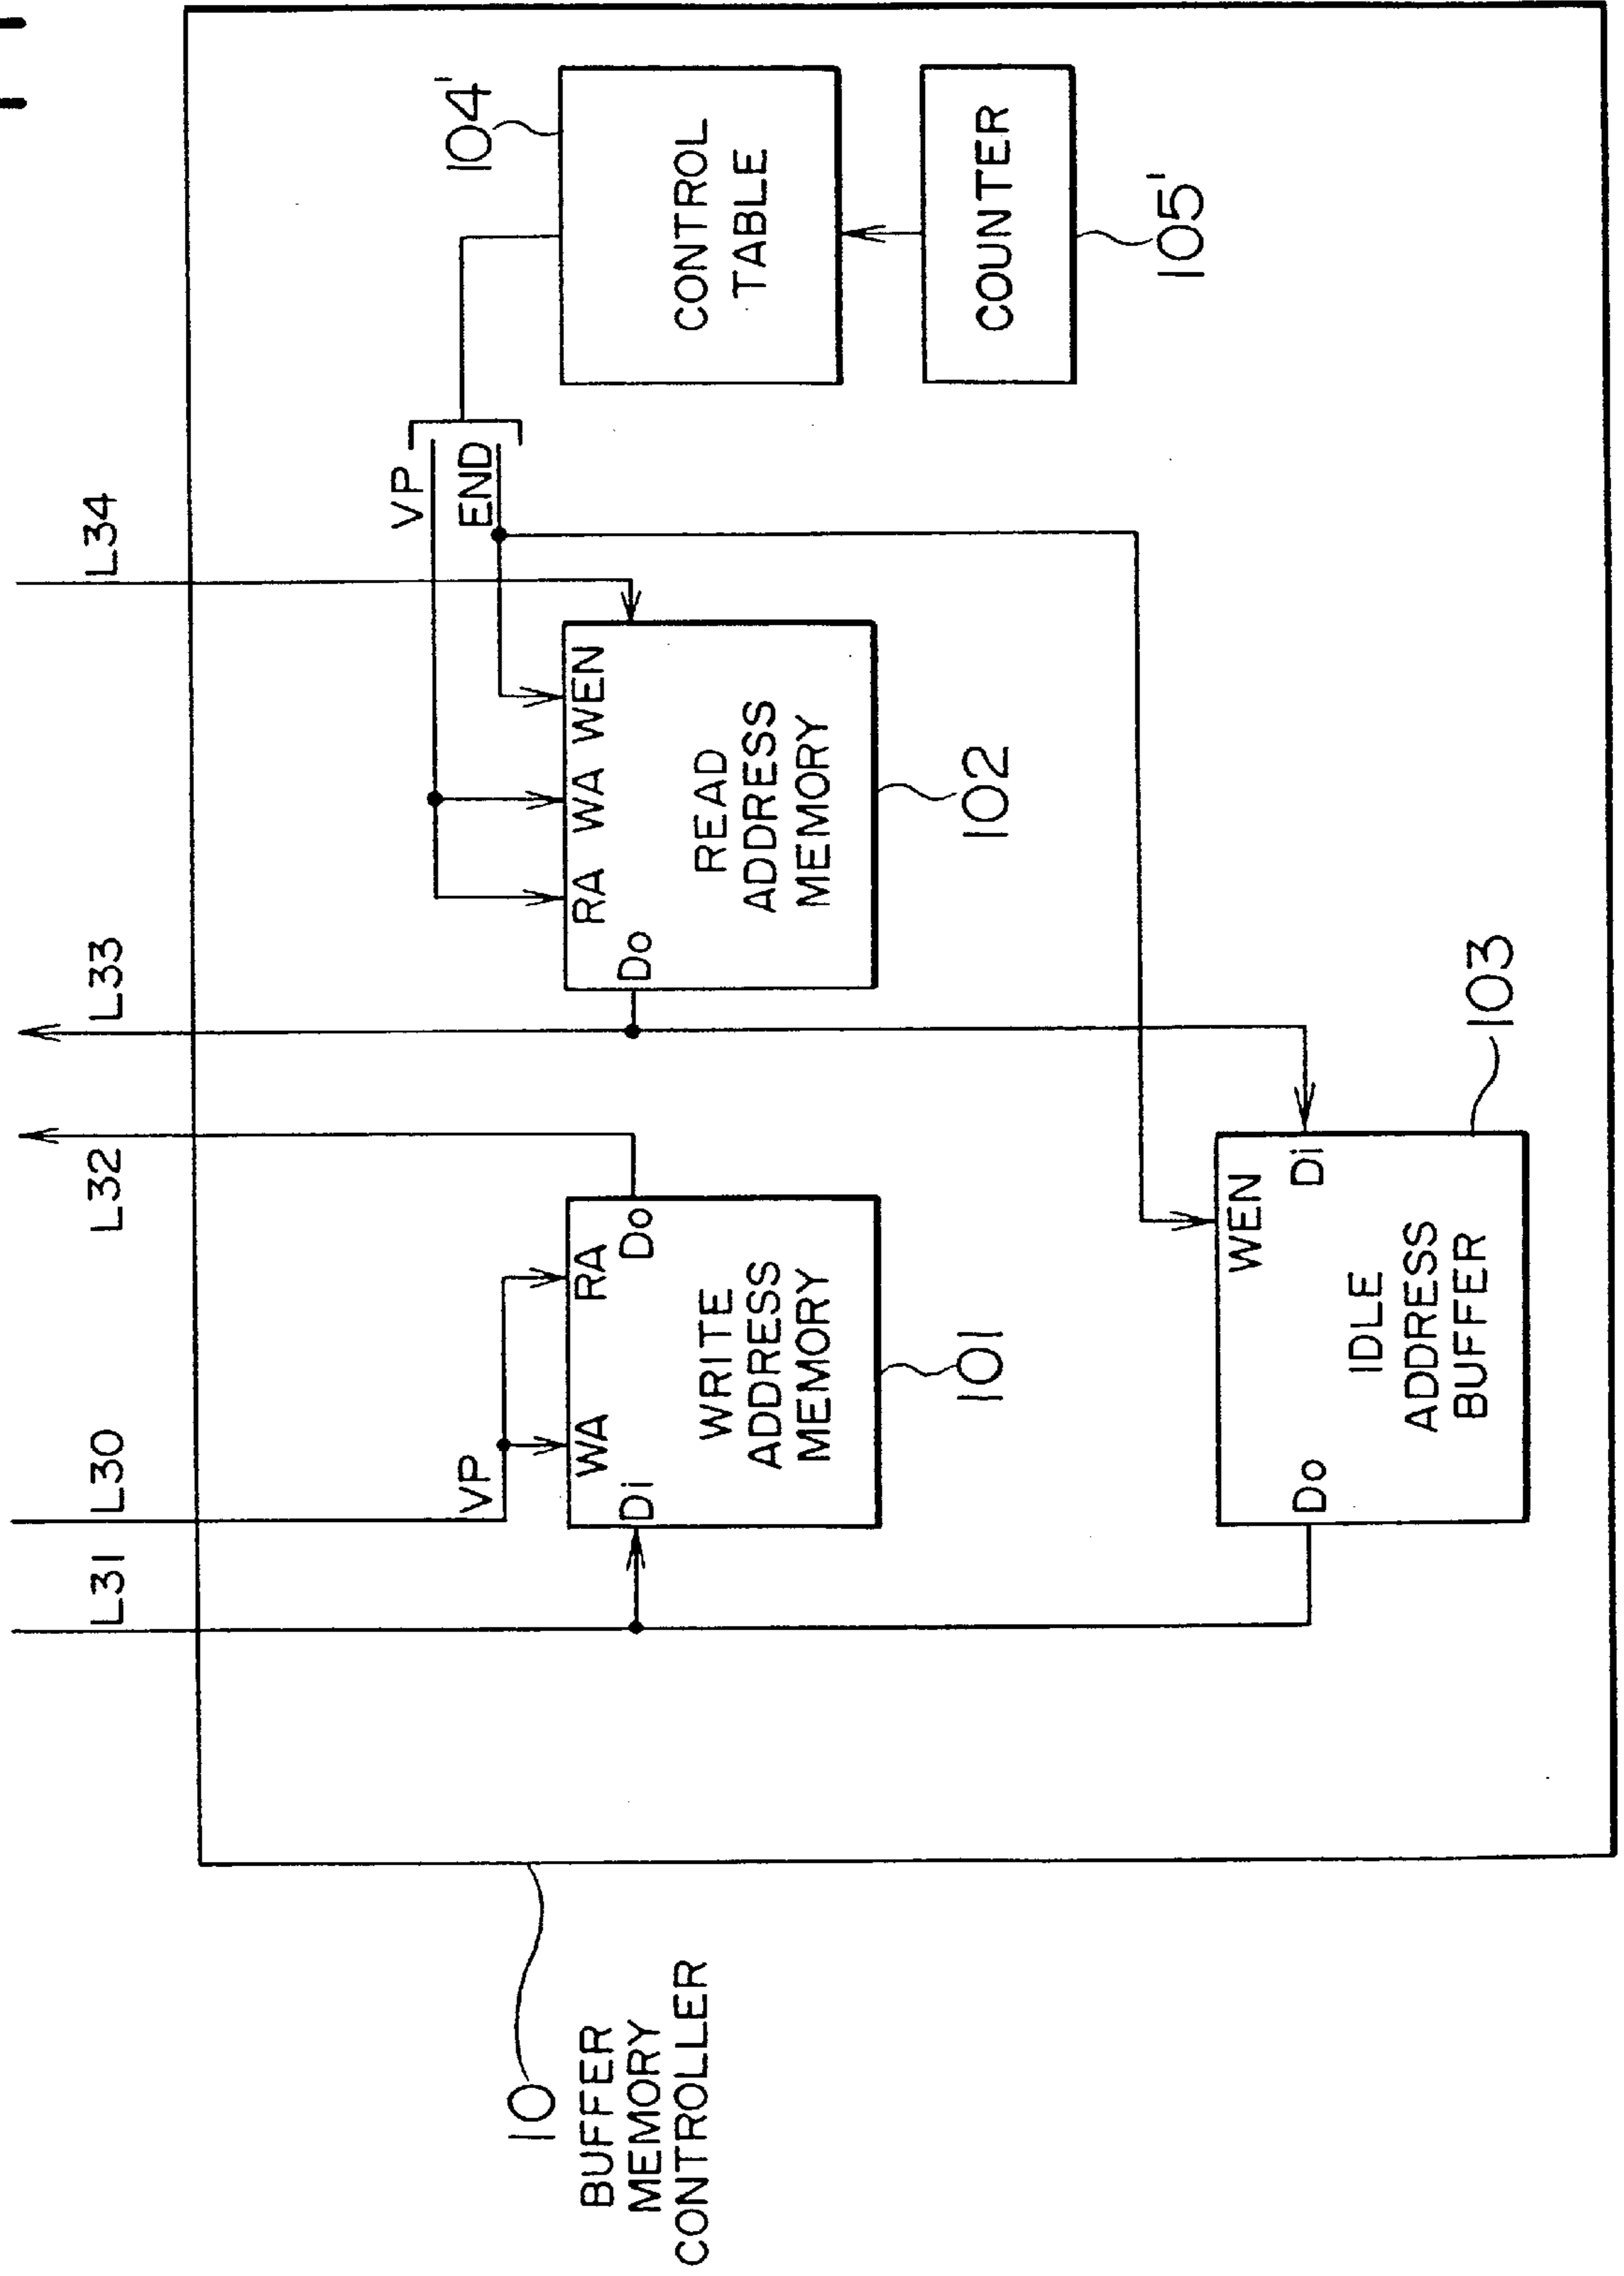 10
BUFFER
MEMORY
CONTROLLER
L31
L30
L32
L33
L34
VP
WA
RA
Di
Do
WRITE
ADDRESS
MEMORY
101
VP
END
RA WA WEN
Do
READ
ADDRESS
MEMORY
102
104'
CONTROL
TABLE
COUNTER
105'
WEN
Di
Do
IDLE
ADDRESS
BUFFER
103